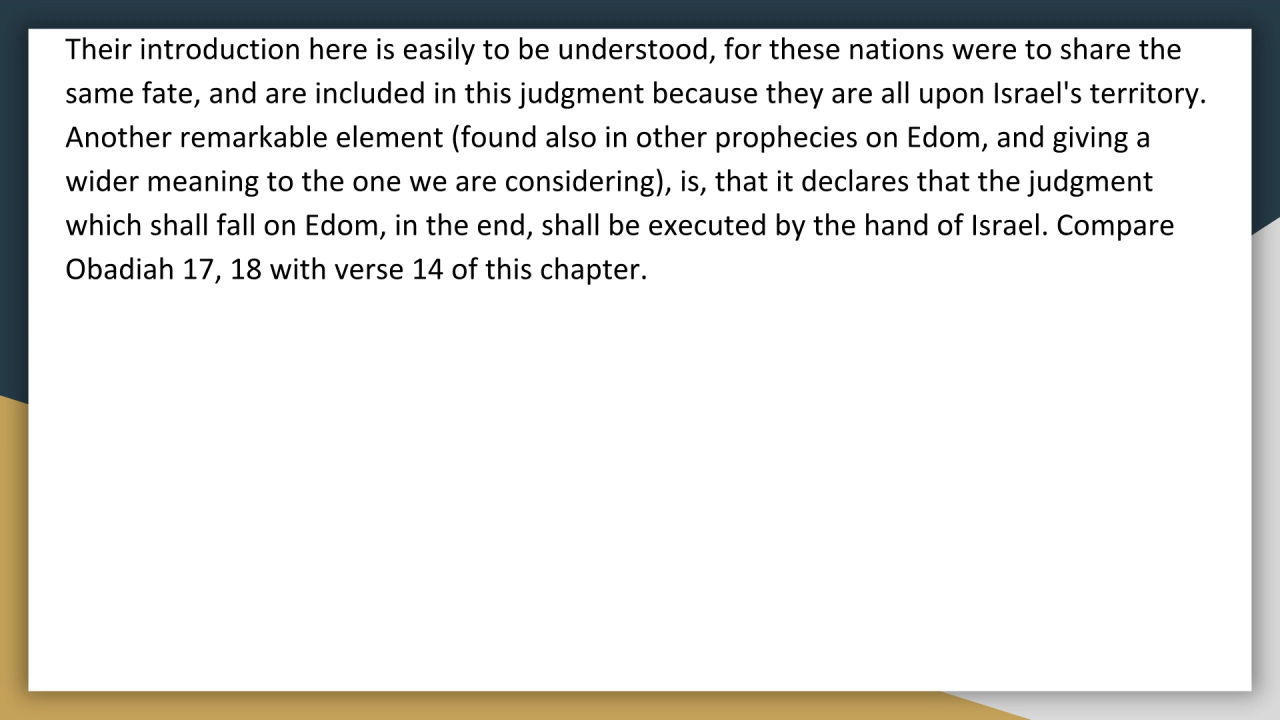 Their introduction here is easily to be understood, for these nations were to share the
same fate, and are included in this judgment because they are all upon Israel's territory.
Another remarkable element (found also in other prophecies on Edom, and giving a
wider meaning to the one we are considering), is, that it declares that the judgment
which shall fall on Edom, in the end, shall be executed by the hand of Israel. Compare
Obadiah 17, 18 with verse 14 of this chapter.